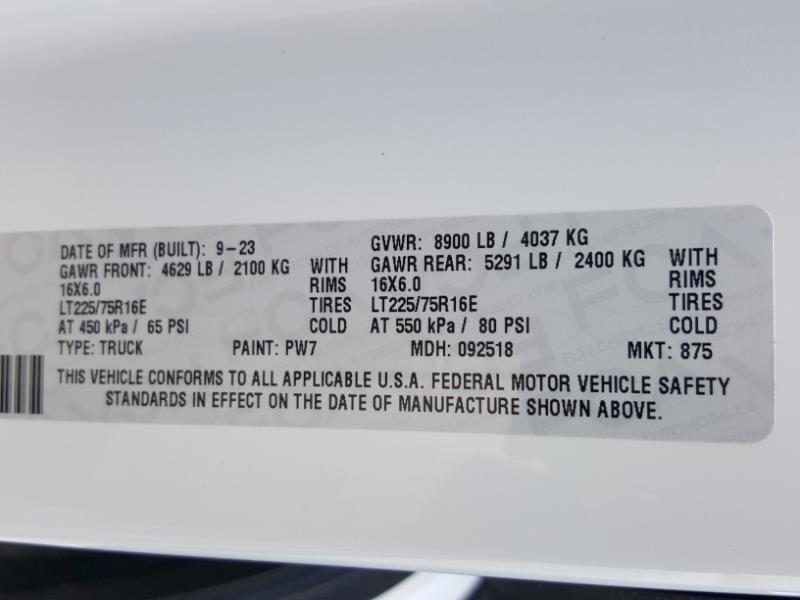 DATE OF MFR (BUILT): 9-23 GVWR: 8900 LB / 4037 KG
GAWR FRONT: 4629 LB / 2100 KG WITH GAWR REAR: 5291 LB / 2400 KG WITH
16X6.0 RIMS 16X6.0 RIMS
LT225/75R16E TIRES LT225/75R16E TIRES
AT 450 kPa / 65 PSI COLD AT 550 kPa / 80 PSI COLD
TYPE: TRUCK PAINT: PW7 MDH: 092518 MKT: 875
THIS VEHICLE CONFORMS TO ALL APPLICABLE U.S.A. FEDERAL MOTOR VEHICLE SAFETY
STANDARDS IN EFFECT ON THE DATE OF MANUFACTURE SHOWN ABOVE.